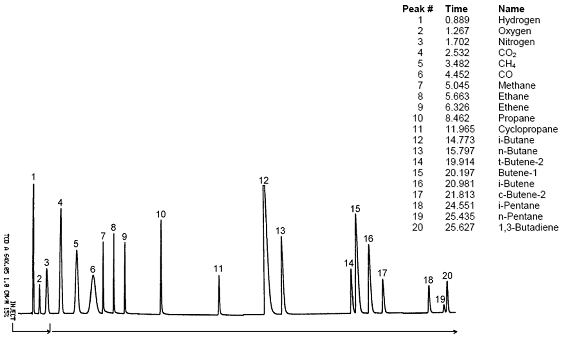 Peak # Time Name
1 0.889 Hydrogen
2 1.267 Oxygen
3 1.702 Nitrogen
4 2.532 CO₂
5 3.482 CH₄
6 4.452 CO
7 5.045 Methane
8 5.663 Ethane
9 6.326 Ethene
10 8.462 Propane
11 11.965 Cyclopropane
12 14.773 i-Butane
13 15.797 n-Butane
14 19.914 t-Butene-2
15 20.197 Butene-1
16 20.981 i-Butene
17 21.813 c-Butene-2
18 24.551 i-Pentane
19 25.435 n-Pentane
20 25.627 1,3-Butadiene
1
2
3
4
5
6
7
8
9
10
11
12
13
14
15
16
17
18
19
20
TCD A
INJECT